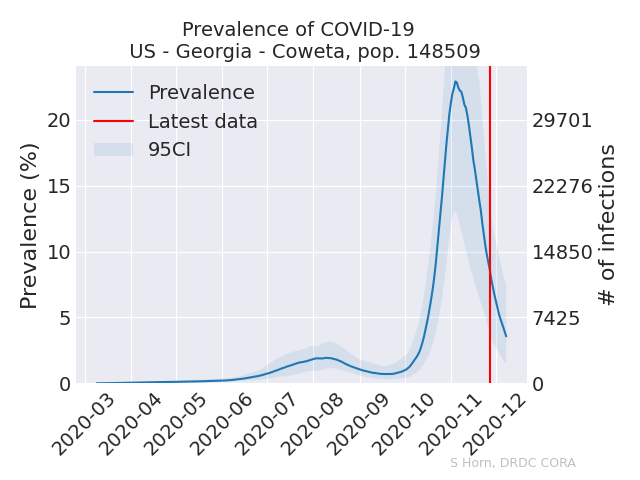 Prevalence of COVID-19
US - Georgia - Coweta, pop. 148509
Prevalence
Latest data
95CI
Prevalence (%)
20
15
10
5
0
29701
22276
14850
7425
0
# of infections
2020-03
2020-04
2020-05
2020-06
2020-07
2020-08
2020-09
2020-10
2020-11
2020-12
S Horn, DRDC CORA